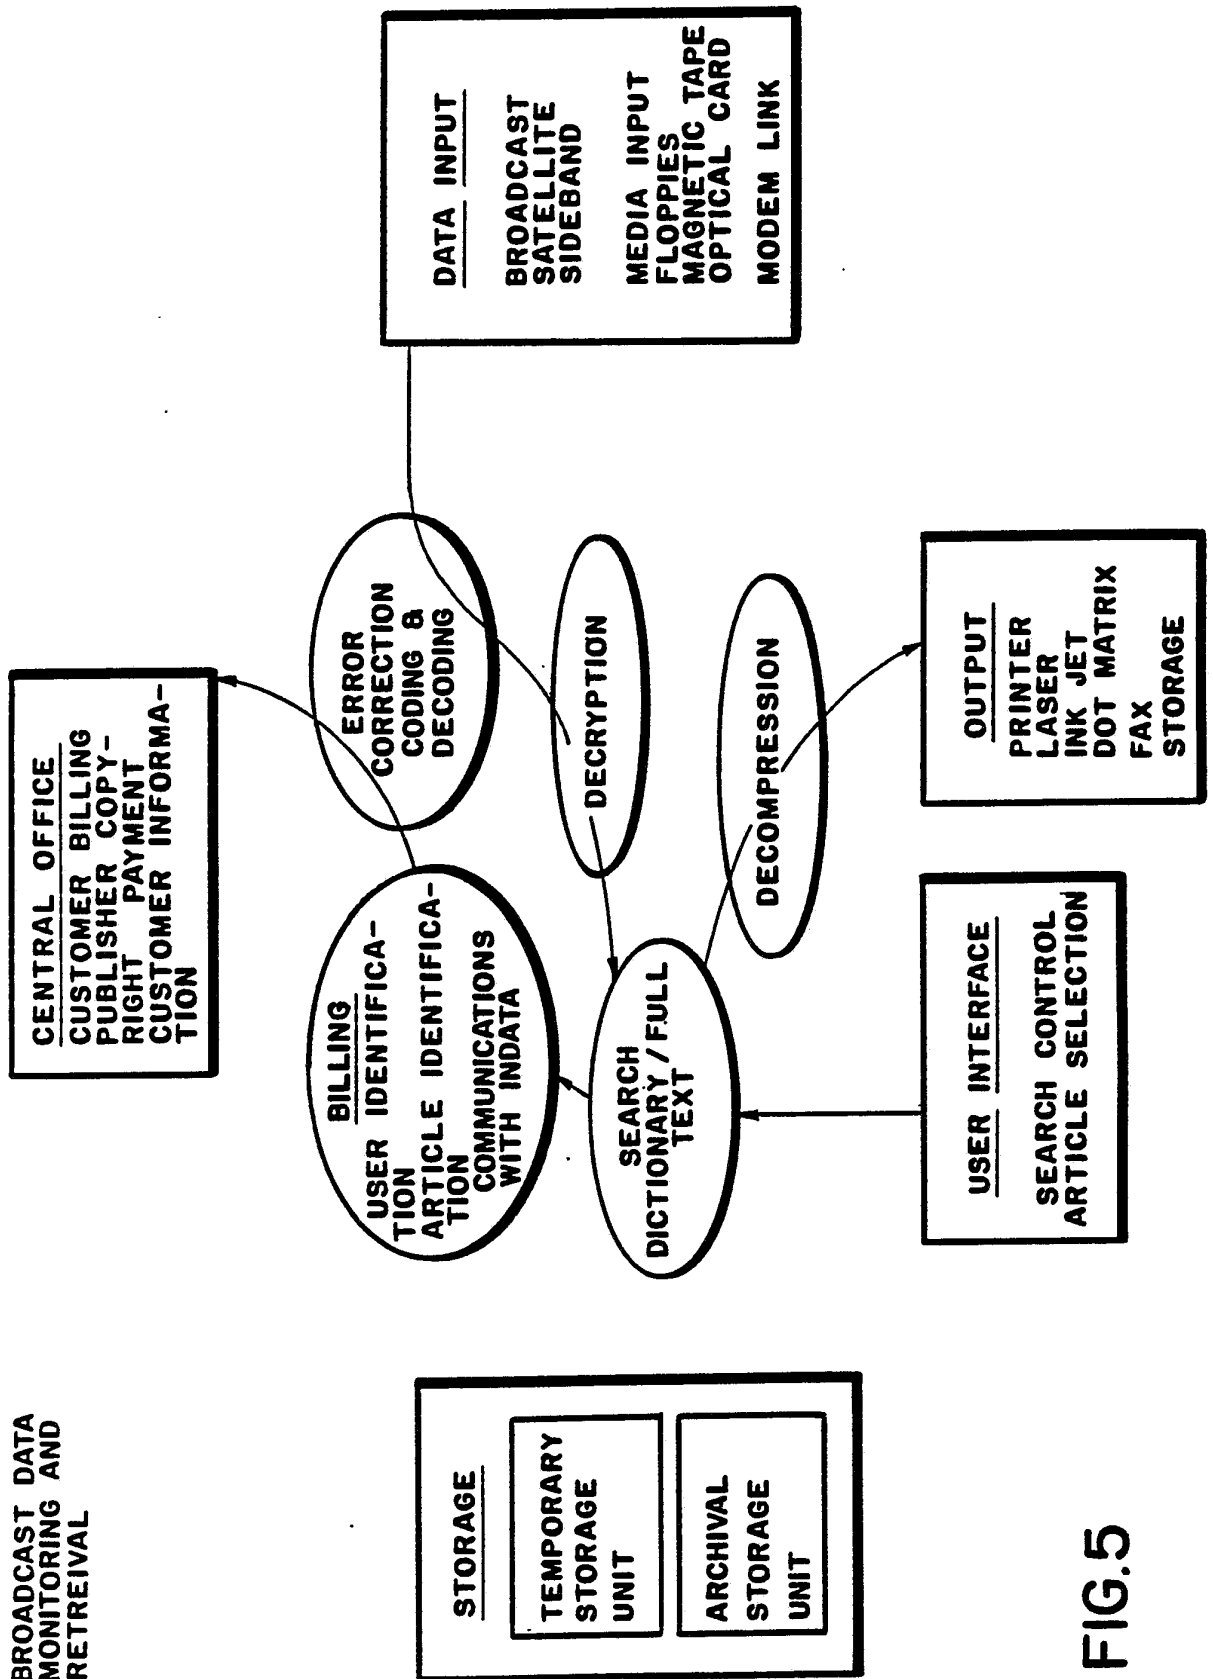 BROADCAST DATA
MONITORING AND
RETREIVAL
CENTRAL OFFICE
CUSTOMER BILLING
PUBLISHER COPY-
RIGHT PAYMENT
CUSTOMER INFORMA-
TION
BILLING
USER IDENTIFICA-
TION
ARTICLE IDENTIFICA-
TION
COMMUNICATIONS
WITH INDATA
ERROR
CORRECTION
CODING &
DECODING
DATA INPUT
BROADCAST
SATELLITE
SIDEBAND
MEDIA INPUT
FLOPPIES
MAGNETIC TAPE
OPTICAL CARD
MODEM LINK
STORAGE
TEMPORARY
STORAGE
UNIT
ARCHIVAL
STORAGE
UNIT
SEARCH
DICTIONARY/FULL
TEXT
DECRYPTION
DECOMPRESSION
USER INTERFACE
SEARCH CONTROL
ARTICLE SELECTION
OUTPUT
PRINTER
LASER
INK JET
DOT MATRIX
FAX
STORAGE
FIG.5